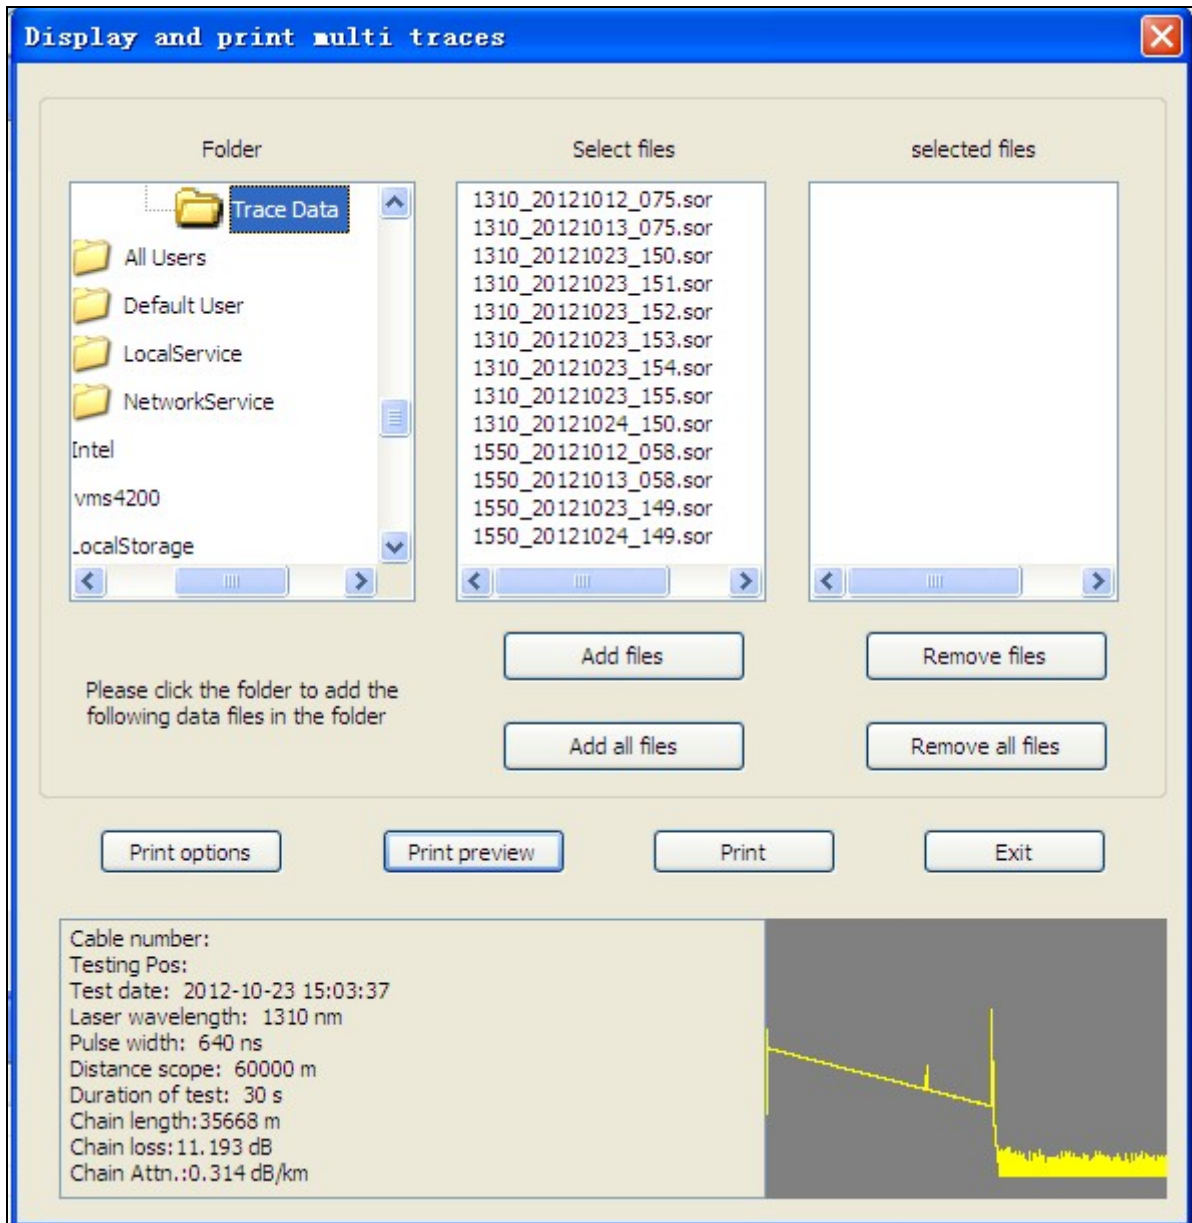 Display and print multi traces
Folder
Select files
selected files
Trace Data
All Users
Default User
LocalService
NetworkService
Intel
vms4200
LocalStorage
1310_20121012_075.sor
1310_20121013_075.sor
1310_20121023_150.sor
1310_20121023_151.sor
1310_20121023_152.sor
1310_20121023_153.sor
1310_20121023_154.sor
1310_20121023_155.sor
1310_20121024_150.sor
1550_20121012_058.sor
1550_20121013_058.sor
1550_20121023_149.sor
1550_20121024_149.sor
Please click the folder to add the
following data files in the folder
Add files
Remove files
Add all files
Remove all files
Print options
Print preview
Print
Exit
Cable number:
Testing Pos:
Test date: 2012-10-23 15:03:37
Laser wavelength: 1310 nm
Pulse width: 640 ns
Distance scope: 60000 m
Duration of test: 30 s
Chain length:35668 m
Chain loss:11.193 dB
Chain Attn.:0.314 dB/km